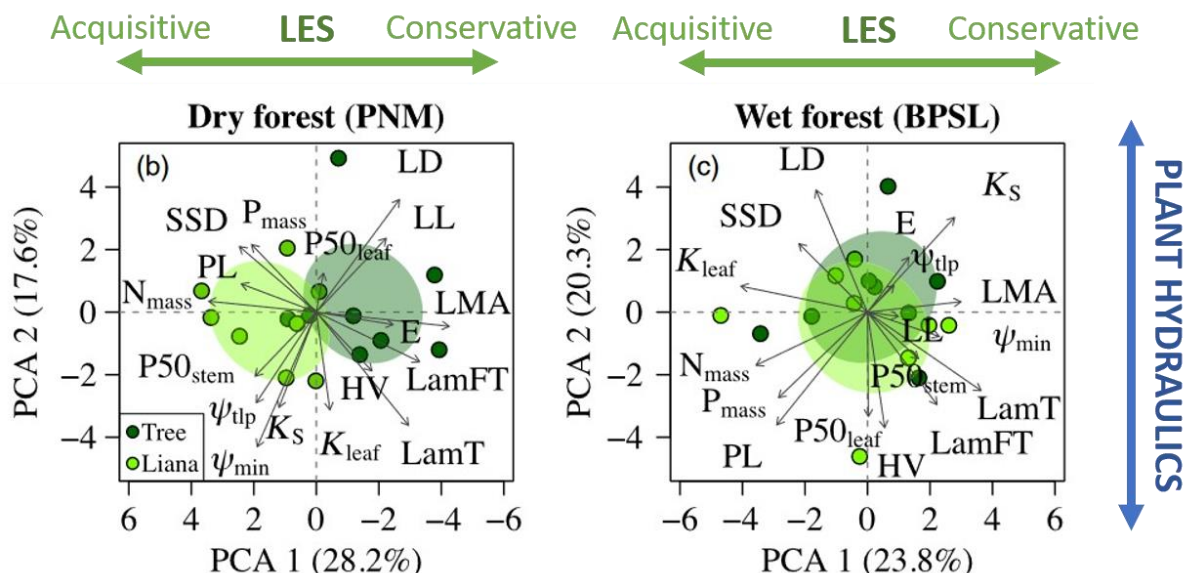 Acquisitive LES Conservative
Acquisitive LES Conservative
Dry forest (PNM)
(b)
LD
SSD
Pmass
LL
P50leaf
PL
Nmass
LMA
E
P50stem
HV
LamFT
ψtlp
KS
Kleaf
LamT
ψmin
Tree
Liana
4
2
0
−2
−4
PCA 2 (17.6%)
6 4 2 0 −2 −4 −6
PCA 1 (28.2%)
Wet forest (BPSL)
(c)
LD
KS
SSD
E
Kleaf
ψtlp
LMA
LL
ψmin
Nmass
P50stem
Pmass
LamT
P50leaf
LamFT
PL
HV
4
2
0
−2
−4
PCA 2 (20.3%)
−6 −4 −2 0 2 4 6
PCA 1 (23.8%)
PLANT HYDRAULICS